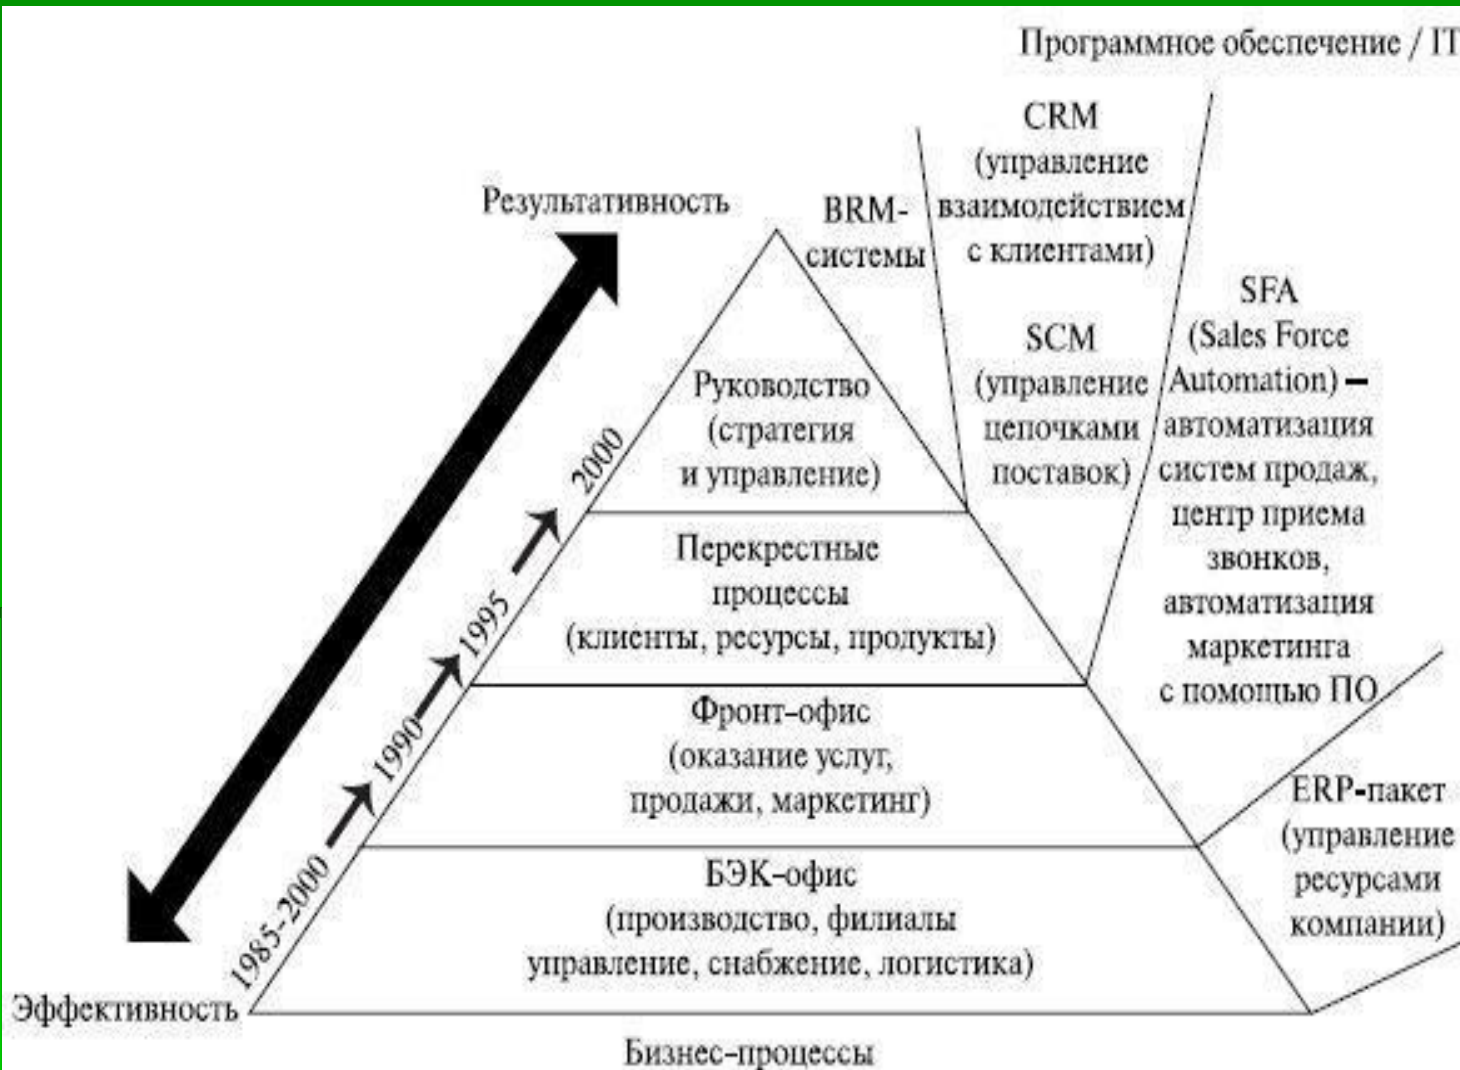 Программное обеспечение / IT
CRM
(управление
взаимодействием
с клиентами)
Результативность
BRM-
системы
SCM
(управление
цепочками
поставок)
SFA
(Sales Force
Automation) –
автоматизация
систем продаж,
центр приема
звонков,
автоматизация
маркетинга
с помощью ПО
Руководство
(стратегия
и управление)
2000
Перекрестные
процессы
(клиенты, ресурсы, продукты)
1995
Фронт-офис
(оказание услуг,
продажи, маркетинг)
1990
ERP-пакет
(управление
ресурсами
компании)
БЭК-офис
(производство, филиалы
управление, снабжение, логистика)
1985-2000
Эффективность
Бизнес-процессы